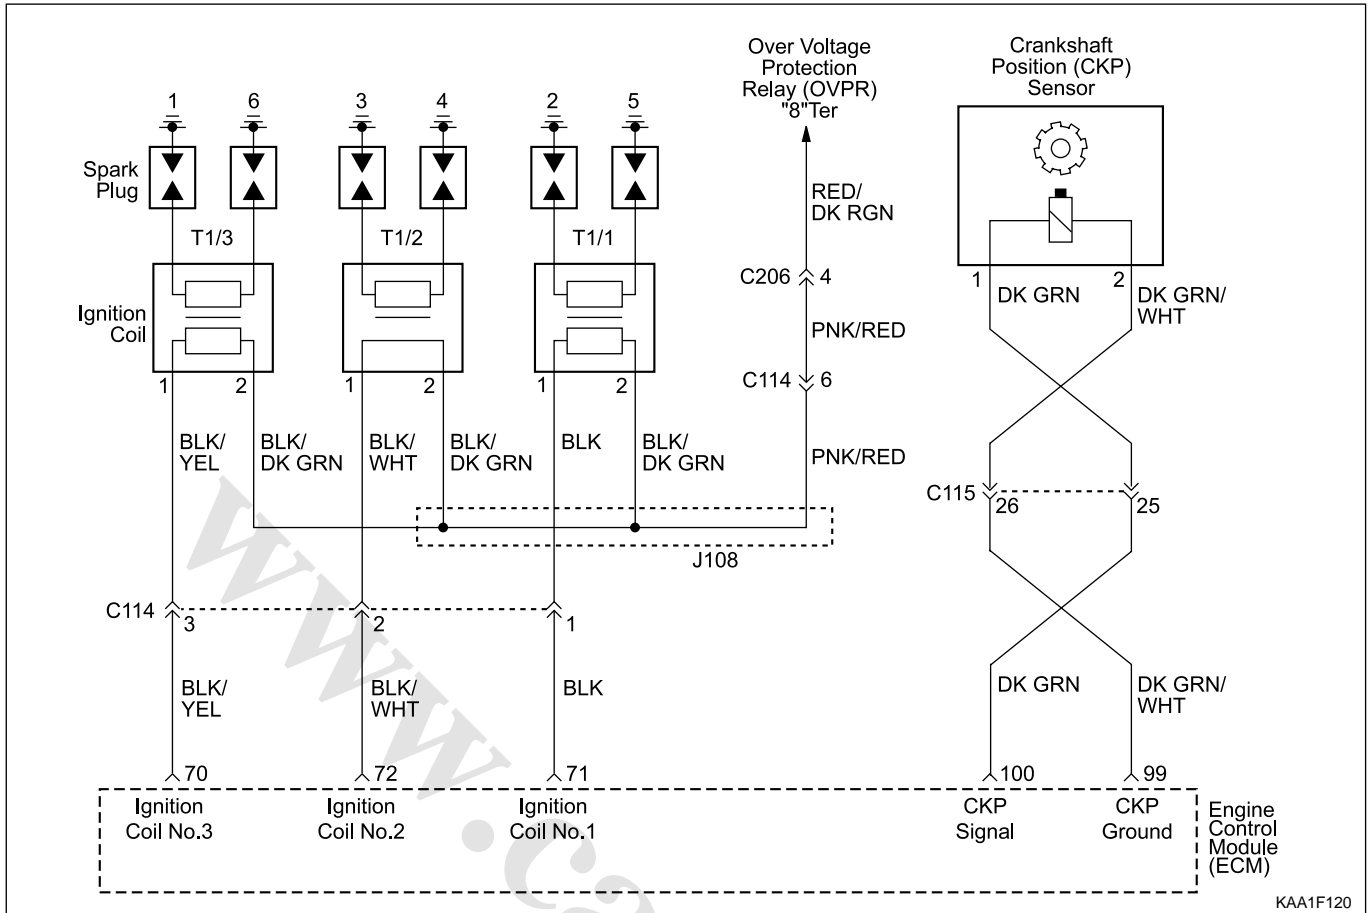 Over Voltage
Protection
Relay (OVPR)
"8"Ter
Crankshaft
Position (CKP)
Sensor
1 6 3 4 2 5
Spark
Plug
T1/3 T1/2 T1/1
RED/
DK RGN
C206 4
1 2
DK GRN DK GRN/
WHT
Ignition
Coil
PNK/RED
C114 6
1 2 1 2 1 2
BLK/
YEL
BLK/
DK GRN
BLK/
WHT
BLK/
DK GRN
BLK
BLK/
DK GRN
PNK/RED
C115 26 25
J108
C114 3 2 1
BLK/
YEL
BLK/
WHT
BLK
DK GRN
DK GRN/
WHT
70 72 71 100 99
Ignition
Coil No.3
Ignition
Coil No.2
Ignition
Coil No.1
CKP
Signal
CKP
Ground
Engine
Control
Module
(ECM)
www.ca
KAA1F120